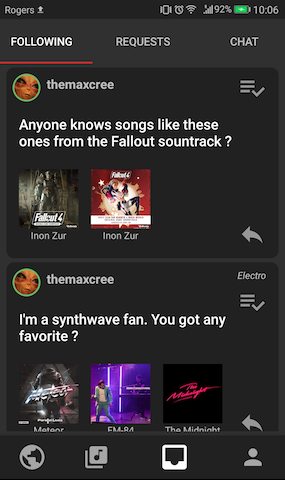 Rogers 92% 10:06
FOLLOWING REQUESTS CHAT
themaxcree
Anyone knows songs like these
ones from the Fallout sountrack ?
Fallout 4
Inon Zur Inon Zur
themaxcree Electro
I'm a synthwave fan. You got any
favorite ?
Meteor
The Midnight
Meteor FM-84 The Midnight